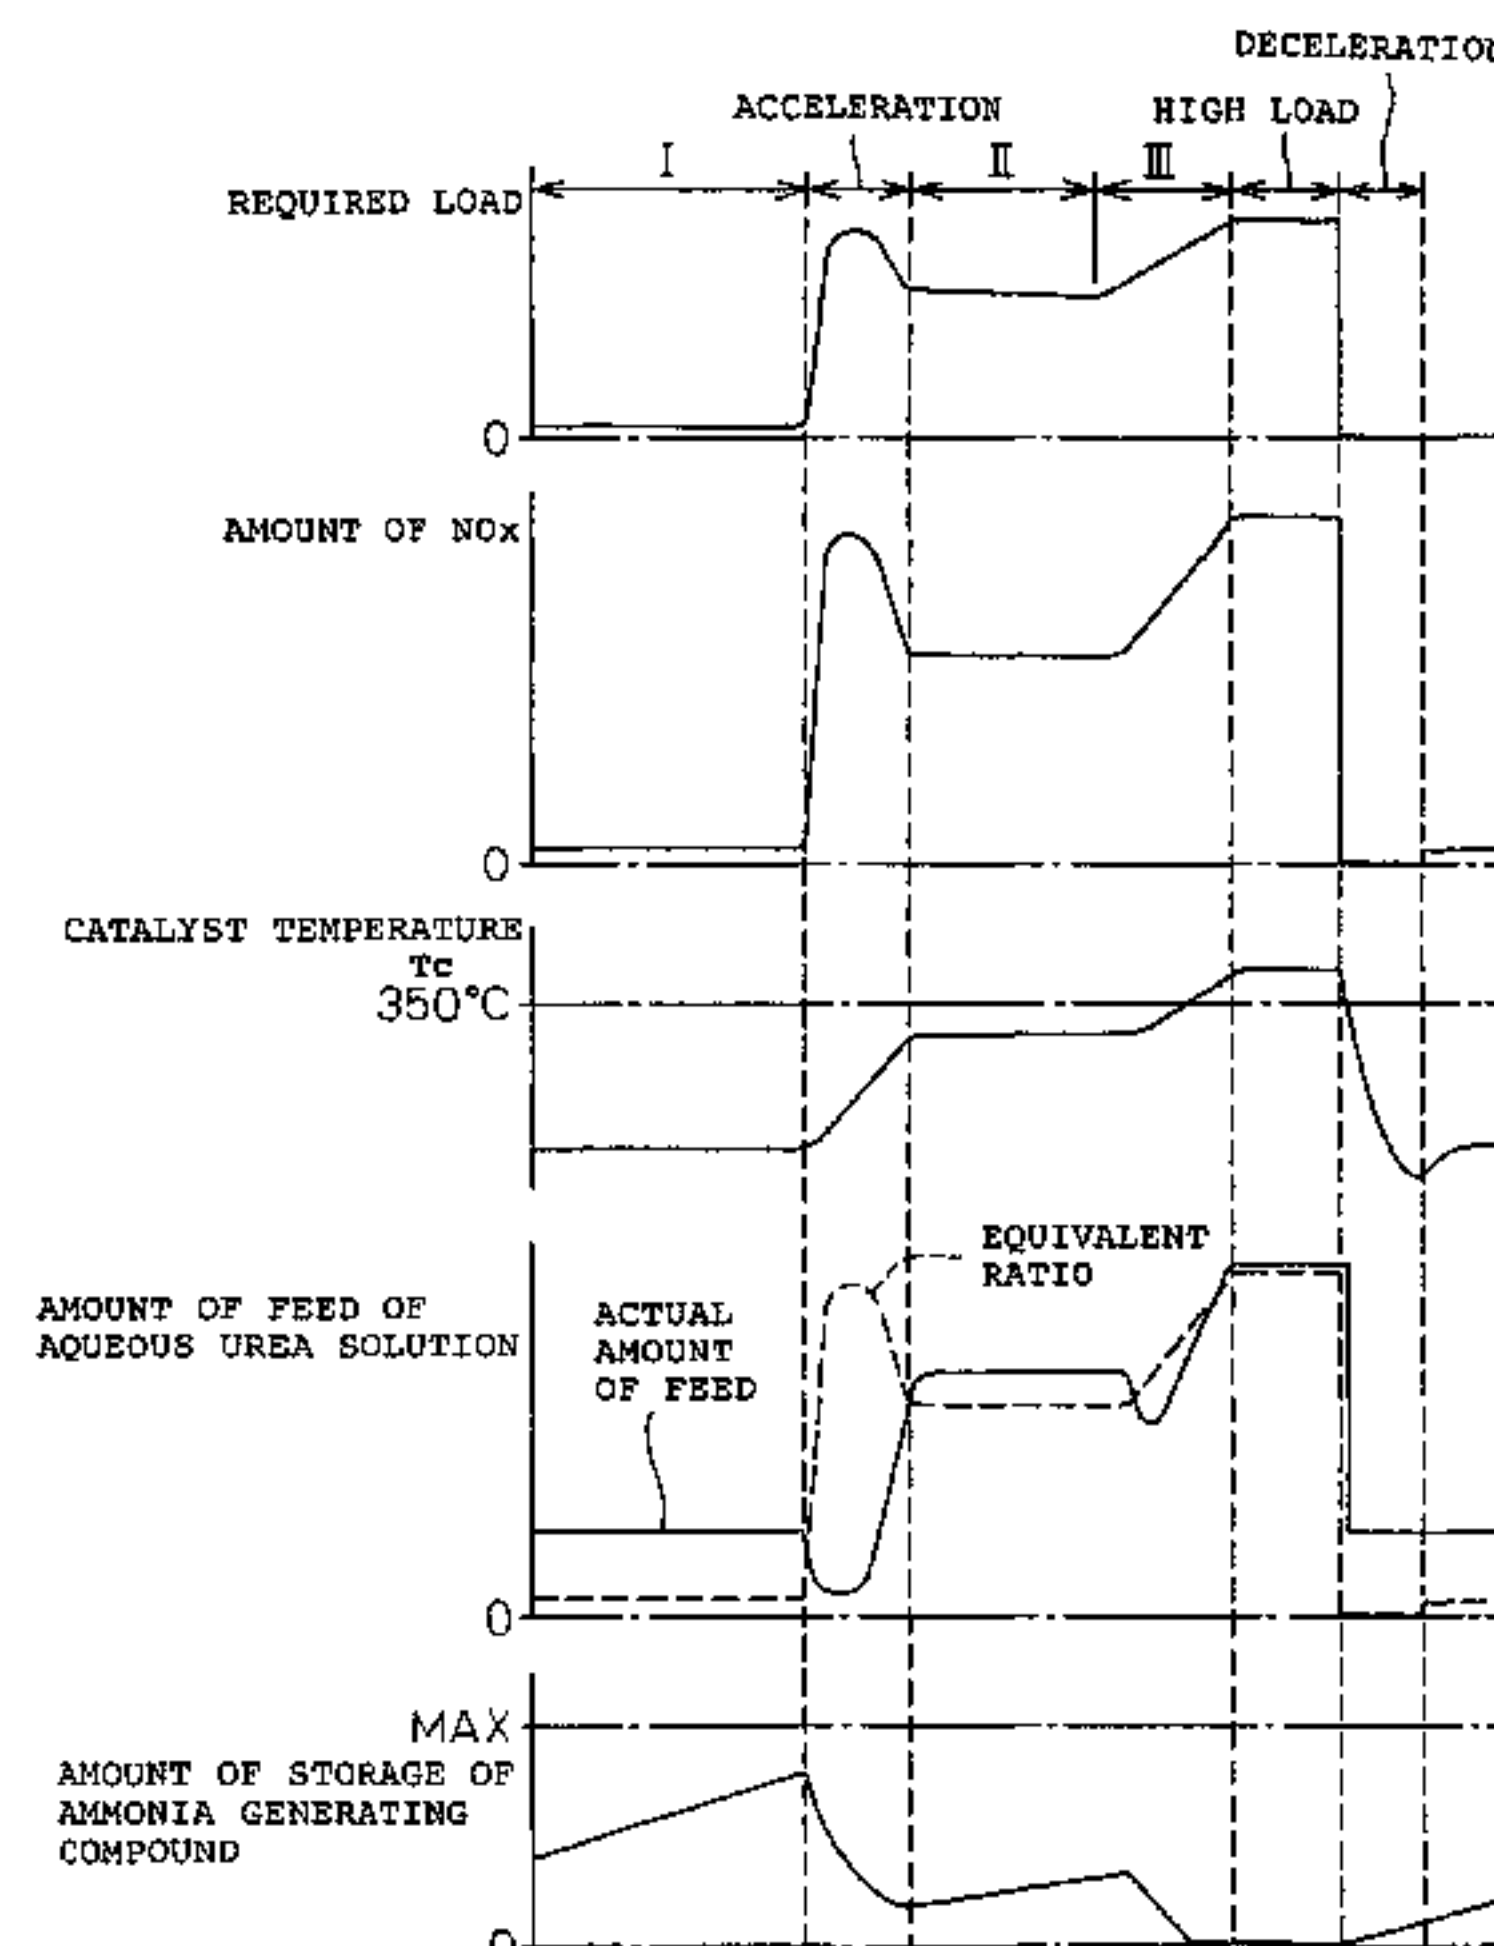 DECELERATION
ACCELERATION
HIGH LOAD
I
II
III
REQUIRED LOAD
0
AMOUNT OF NOx
0
CATALYST TEMPERATURE
Tc
350°C
EQUIVALENT
RATIO
AMOUNT OF FEED OF
AQUEOUS UREA SOLUTION
ACTUAL
AMOUNT
OF FEED
0
MAX
AMOUNT OF STORAGE OF
AMMONIA GENERATING
COMPOUND
0